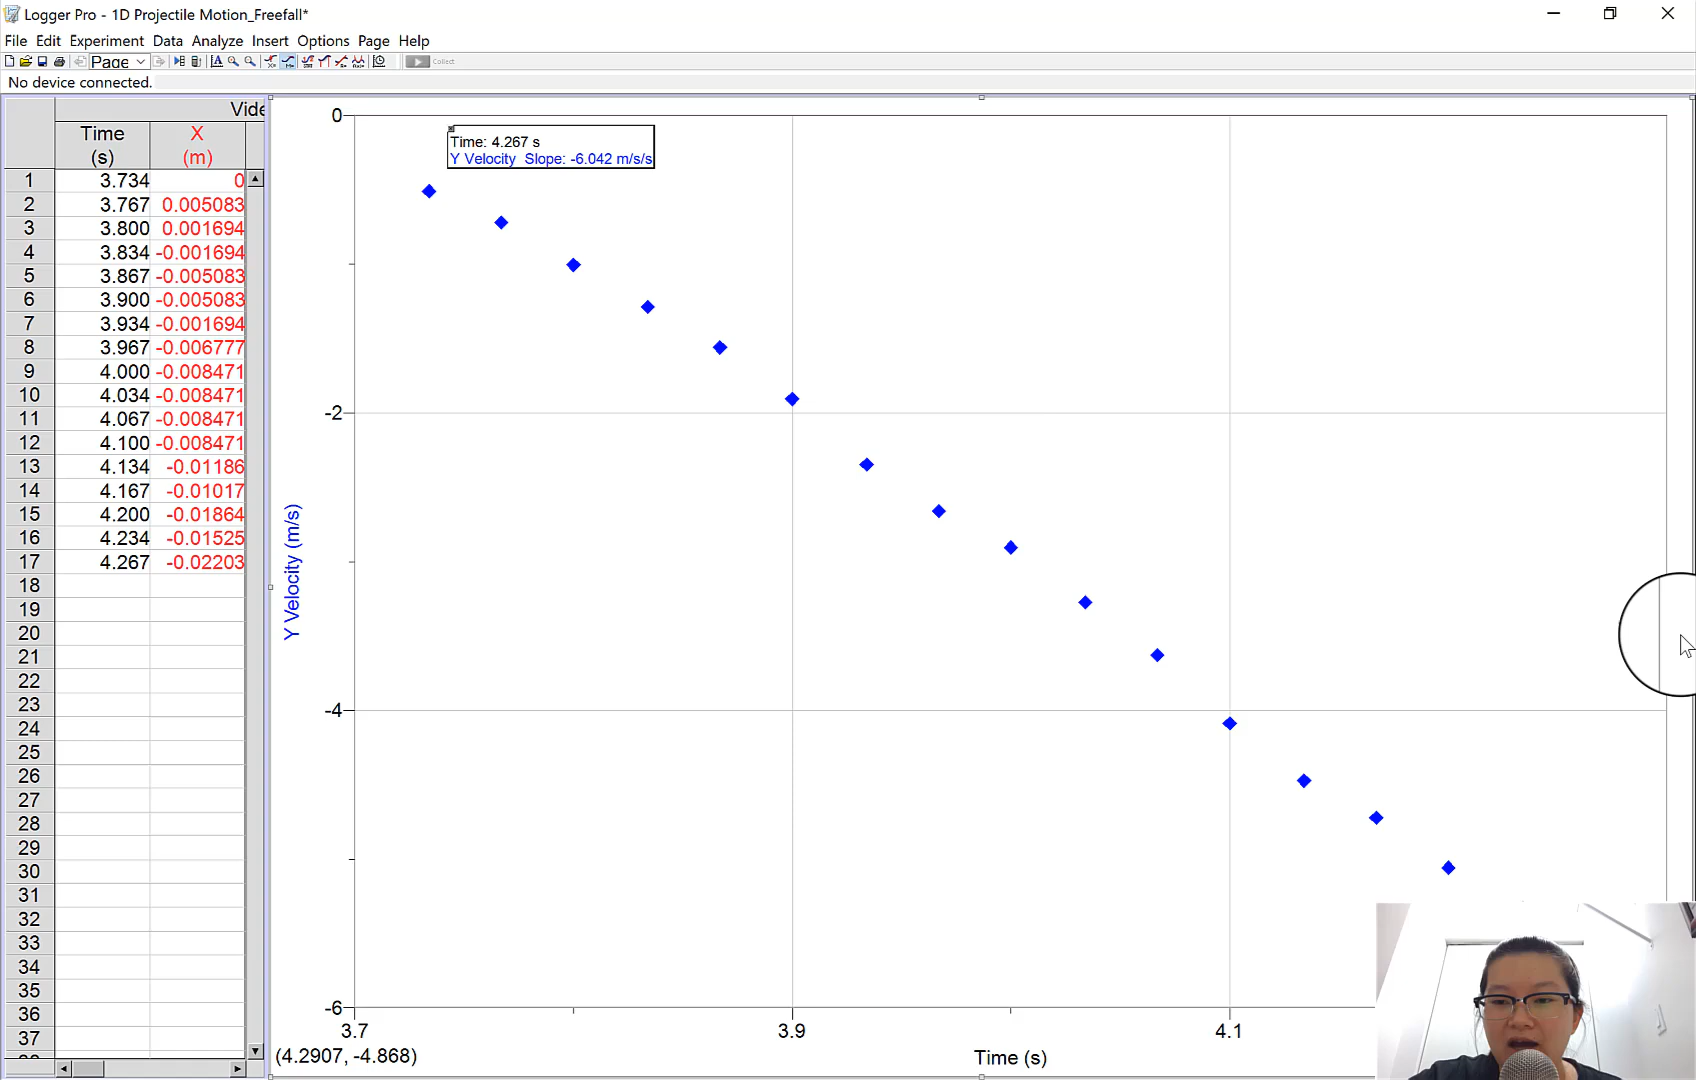 Logger Pro - 1D Projectile Motion_Freefall*
File Edit Experiment Data Analyze Insert Options Page Help
Page
Collect
No device connected.
Vide
Time X
(s) (m)
1 3.734 0
2 3.767 0.005083
3 3.800 0.001694
4 3.834 -0.001694
5 3.867 -0.005083
6 3.900 -0.005083
7 3.934 -0.001694
8 3.967 -0.006777
9 4.000 -0.008471
10 4.034 -0.008471
11 4.067 -0.008471
12 4.100 -0.008471
13 4.134 -0.01186
14 4.167 -0.01017
15 4.200 -0.01864
16 4.234 -0.01525
17 4.267 -0.02203
18
19
20
21
22
23
24
25
26
27
28
29
30
31
32
33
34
35
36
37
Time: 4.267 s
Y Velocity Slope: -6.042 m/s/s
Y Velocity (m/s)
0
-2
-4
-6
3.7 3.9 4.1
(4.2907, -4.868)
Time (s)